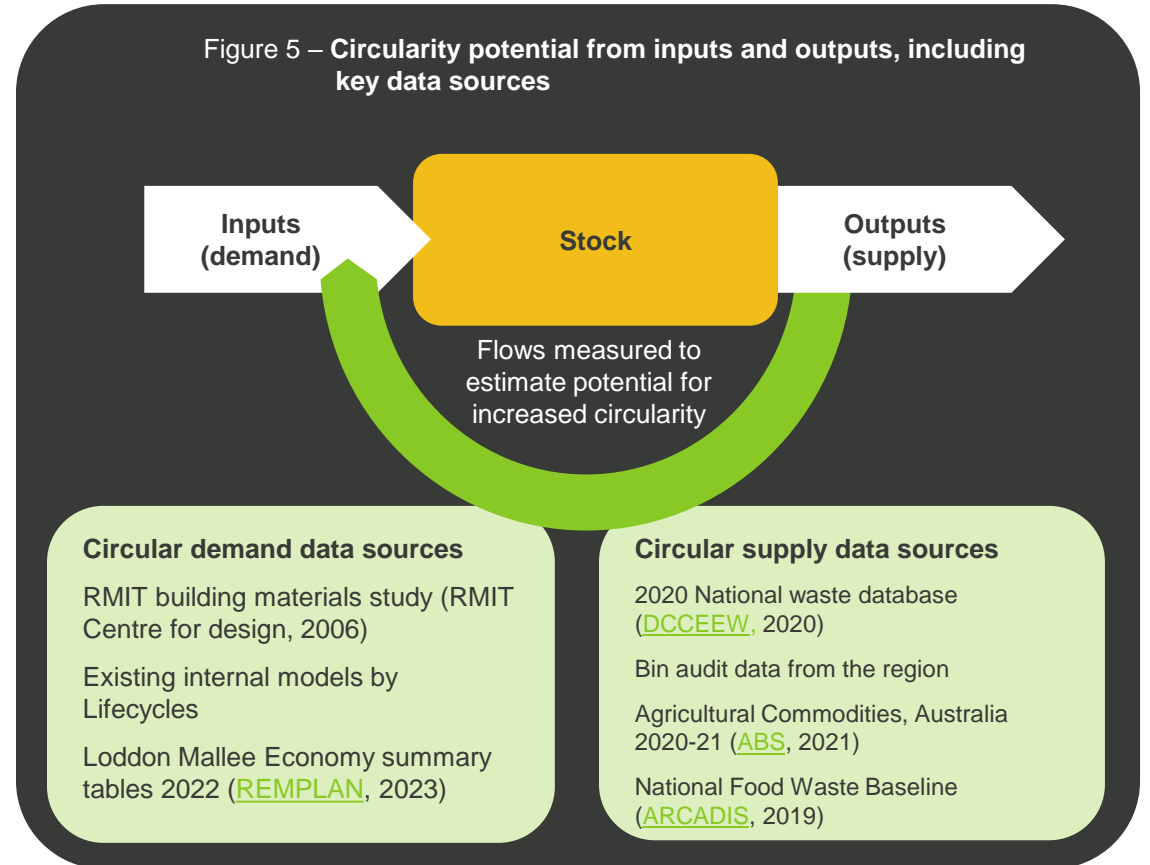 Figure 5 – Circularity potential from inputs and outputs, including
key data sources
Inputs
(demand)
Stock
Outputs
(supply)
Flows measured to
estimate potential for
increased circularity
Circular demand data sources
RMIT building materials study (RMIT
Centre for design, 2006)
Existing internal models by
Lifecycles
Loddon Mallee Economy summary
tables 2022 (REMPLAN, 2023)
Circular supply data sources
2020 National waste database
(DCCEEW, 2020)
Bin audit data from the region
Agricultural Commodities, Australia
2020-21 (ABS, 2021)
National Food Waste Baseline
(ARCADIS, 2019)